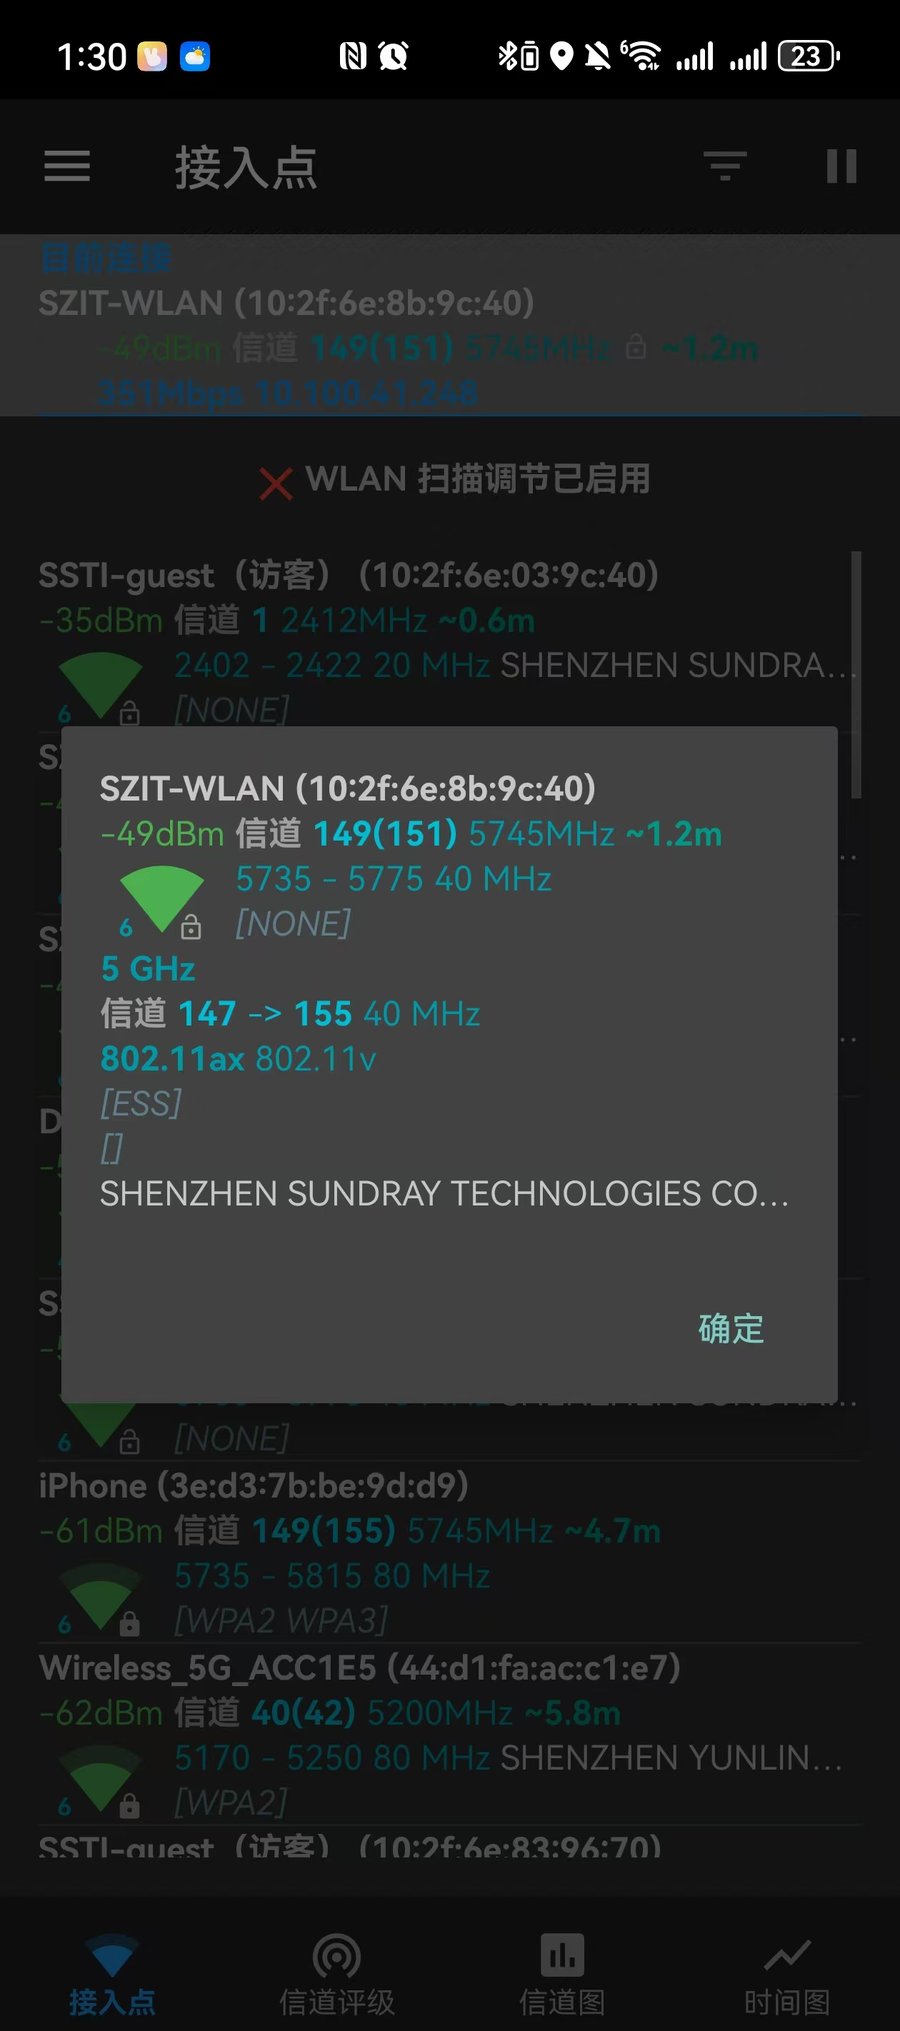 1:30
6
23
接入点
目前连接
SZIT-WLAN (10:2f:6e:8b:9c:40)
-49dBm 信道 149(151) 5745MHz ~1.2m
351Mbps 10.100.41.248
WLAN 扫描调节已启用
SSTI-guest（访客） (10:2f:6e:03:9c:40)
-35dBm 信道 1 2412MHz ~0.6m
2402 - 2422 20 MHz SHENZHEN SUNDRA...
6 [NONE]
SZIT-WLAN (10:2f:6e:8b:9c:40)
-49dBm 信道 149(151) 5745MHz ~1.2m
5735 - 5775 40 MHz
6 [NONE]
5 GHz
信道 147 -> 155 40 MHz
802.11ax 802.11v
[ESS]
[]
SHENZHEN SUNDRAY TECHNOLOGIES CO...
确定
6 [NONE]
iPhone (3e:d3:7b:be:9d:d9)
-61dBm 信道 149(155) 5745MHz ~4.7m
5735 - 5815 80 MHz
6 [WPA2 WPA3]
Wireless_5G_ACC1E5 (44:d1:fa:ac:c1:e7)
-62dBm 信道 40(42) 5200MHz ~5.8m
5170 - 5250 80 MHz SHENZHEN YUNLIN...
6 [WPA2]
SSTI-guest（访客） (10:2f:6e:83:96:70)
接入点 信道评级 信道图 时间图